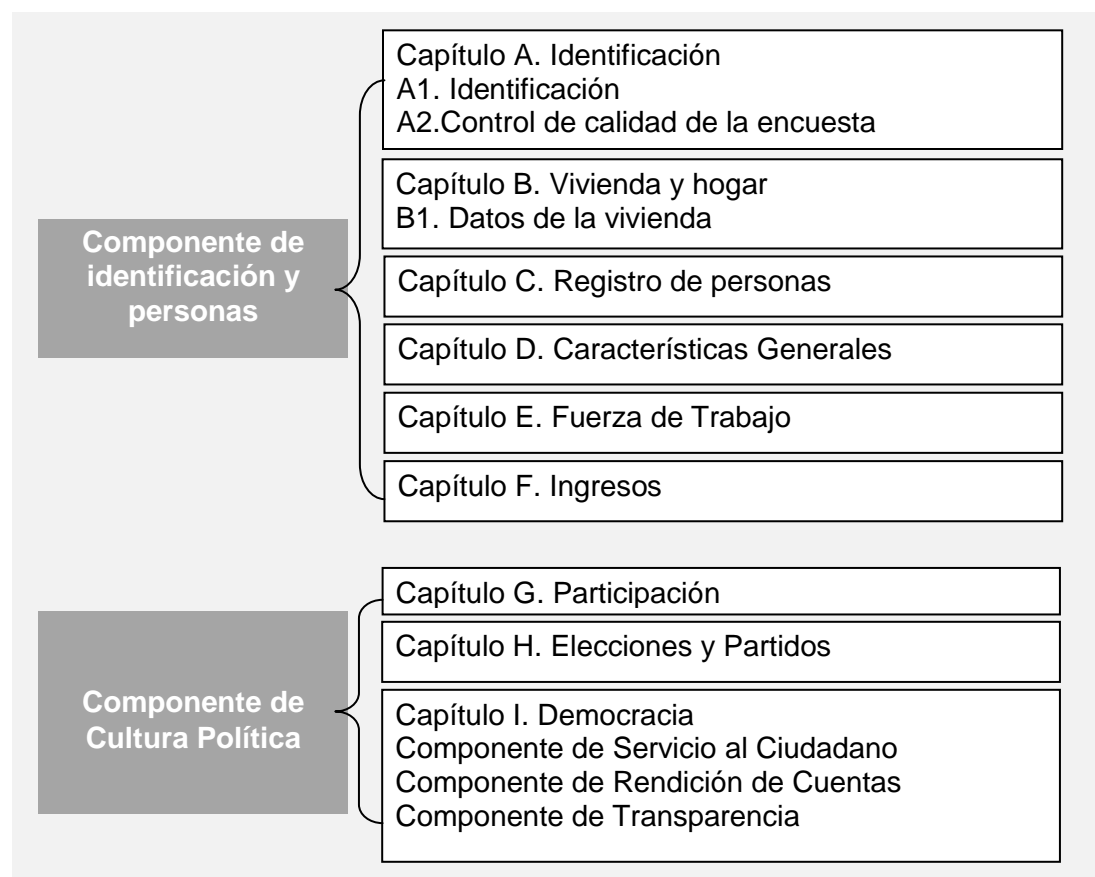 Componente de
identificación y
personas
Capítulo A. Identificación
A1. Identificación
A2.Control de calidad de la encuesta
Capítulo B. Vivienda y hogar
B1. Datos de la vivienda
Capítulo C. Registro de personas
Capítulo D. Características Generales
Capítulo E. Fuerza de Trabajo
Capítulo F. Ingresos
Componente de
Cultura Política
Capítulo G. Participación
Capítulo H. Elecciones y Partidos
Capítulo I. Democracia
Componente de Servicio al Ciudadano
Componente de Rendición de Cuentas
Componente de Transparencia